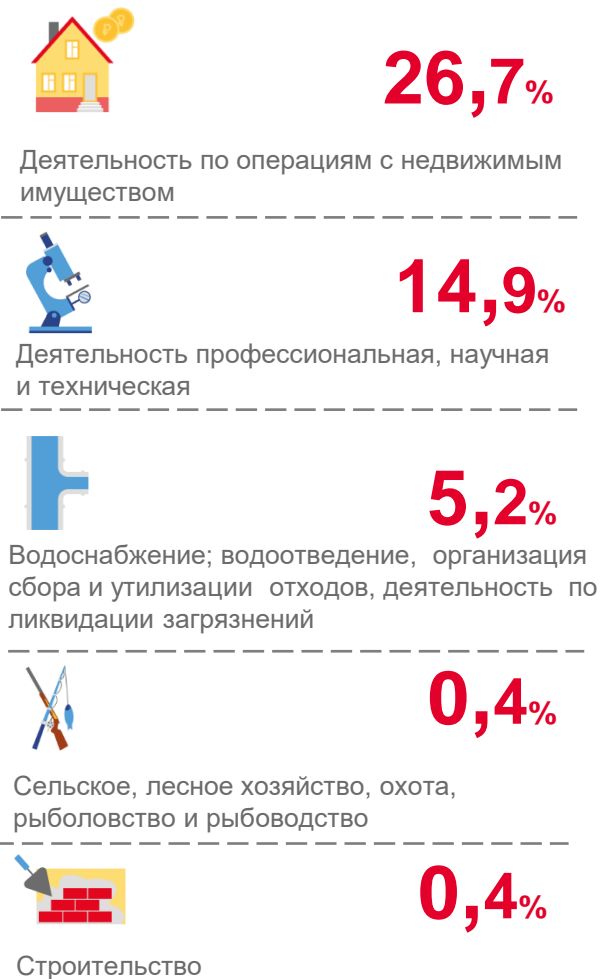 26,7%
Деятельность по операциям с недвижимым
имуществом
14,9%
Деятельность профессиональная, научная
и техническая
5,2%
Водоснабжение; водоотведение, организация
сбора и утилизации отходов, деятельность по
ликвидации загрязнений
0,4%
Сельское, лесное хозяйство, охота,
рыболовство и рыбоводство
0,4%
Строительство